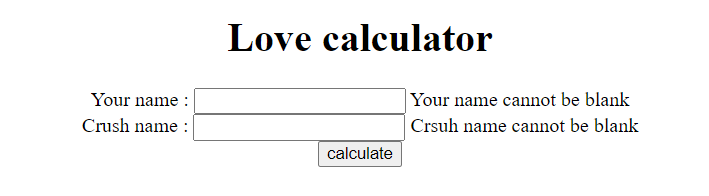 Love calculator
Your name : Your name cannot be blank
Crush name : Crsuh name cannot be blank
calculate